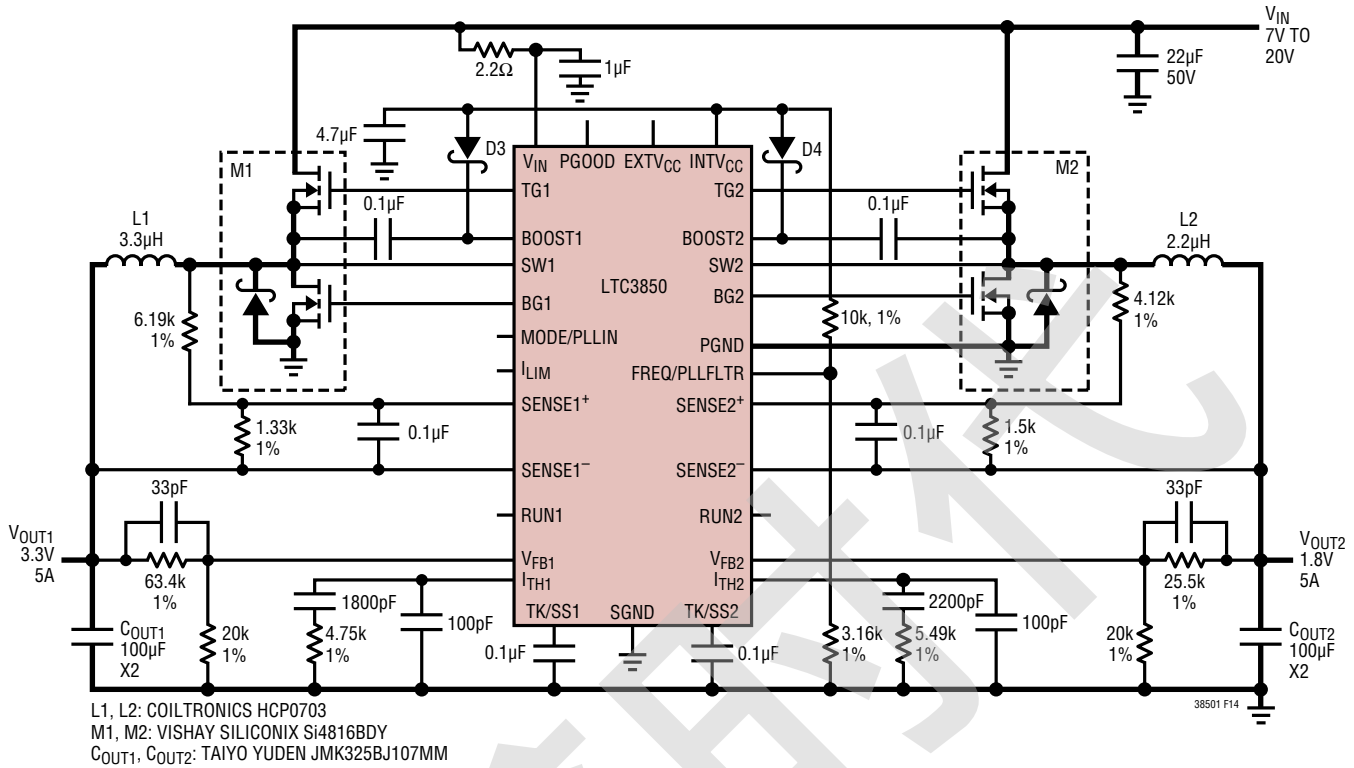 V_IN
7V TO
20V
2.2Ω
1µF
22µF
50V
4.7µF
D3
D4
M1
M2
V_IN PGOOD EXTV_CC INTV_CC
TG1
TG2
0.1µF
0.1µF
L1
3.3µH
L2
2.2µH
BOOST1
BOOST2
SW1
SW2
LTC3850
BG1
BG2
6.19k
1%
4.12k
1%
10k, 1%
MODE/PLLIN
PGND
I_LIM
FREQ/PLLFLTR
SENSE1+
SENSE2+
1.33k
1%
0.1µF
0.1µF
1.5k
1%
SENSE1–
SENSE2–
33pF
33pF
RUN1
RUN2
V_OUT1
3.3V
5A
V_OUT2
1.8V
5A
V_FB1
V_FB2
63.4k
1%
25.5k
1%
I_TH1
I_TH2
1800pF
2200pF
TK/SS1 SGND TK/SS2
100pF
100pF
C_OUT1
100µF
X2
20k
1%
4.75k
1%
0.1µF
0.1µF
3.16k
1%
5.49k
1%
20k
1%
C_OUT2
100µF
X2
38501 F14
L1, L2: COILTRONICS HCP0703
M1, M2: VISHAY SILICONIX Si4816BDY
C_OUT1, C_OUT2: TAIYO YUDEN JMK325BJ107MM